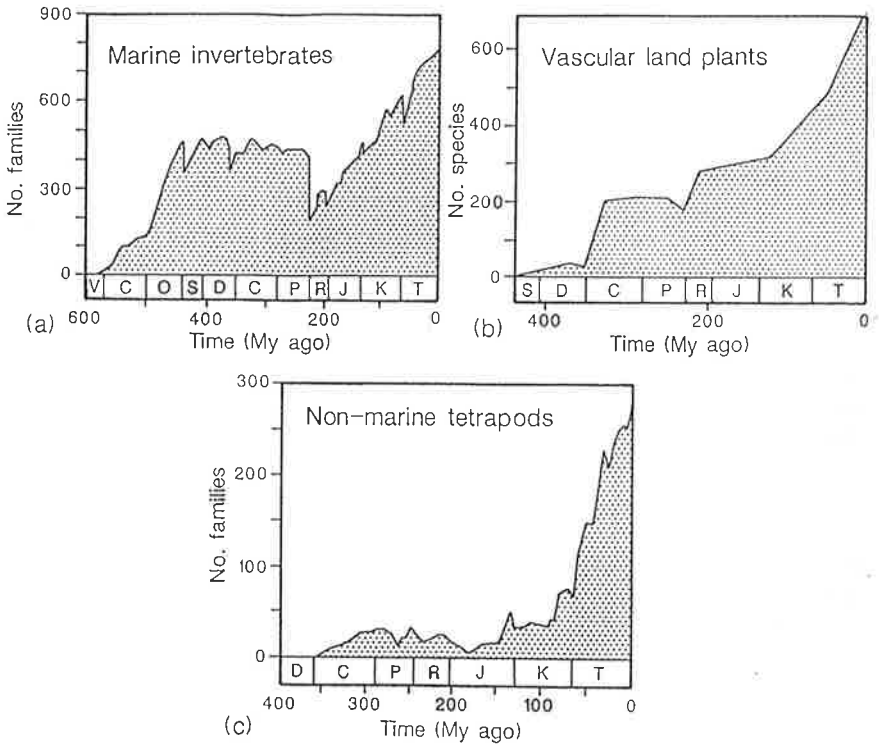 900
Marine invertebrates
600
300
0
No. families
V C O S D C P R J K T
600 400 200 0
(a)
Time (My ago)
Vascular land plants
600
400
200
0
No. species
S D C P R J K T
400 200 0
(b)
Time (My ago)
300
Non-marine tetrapods
200
100
0
No. families
D C P R J K T
400 300 200 100 0
(c)
Time (My ago)